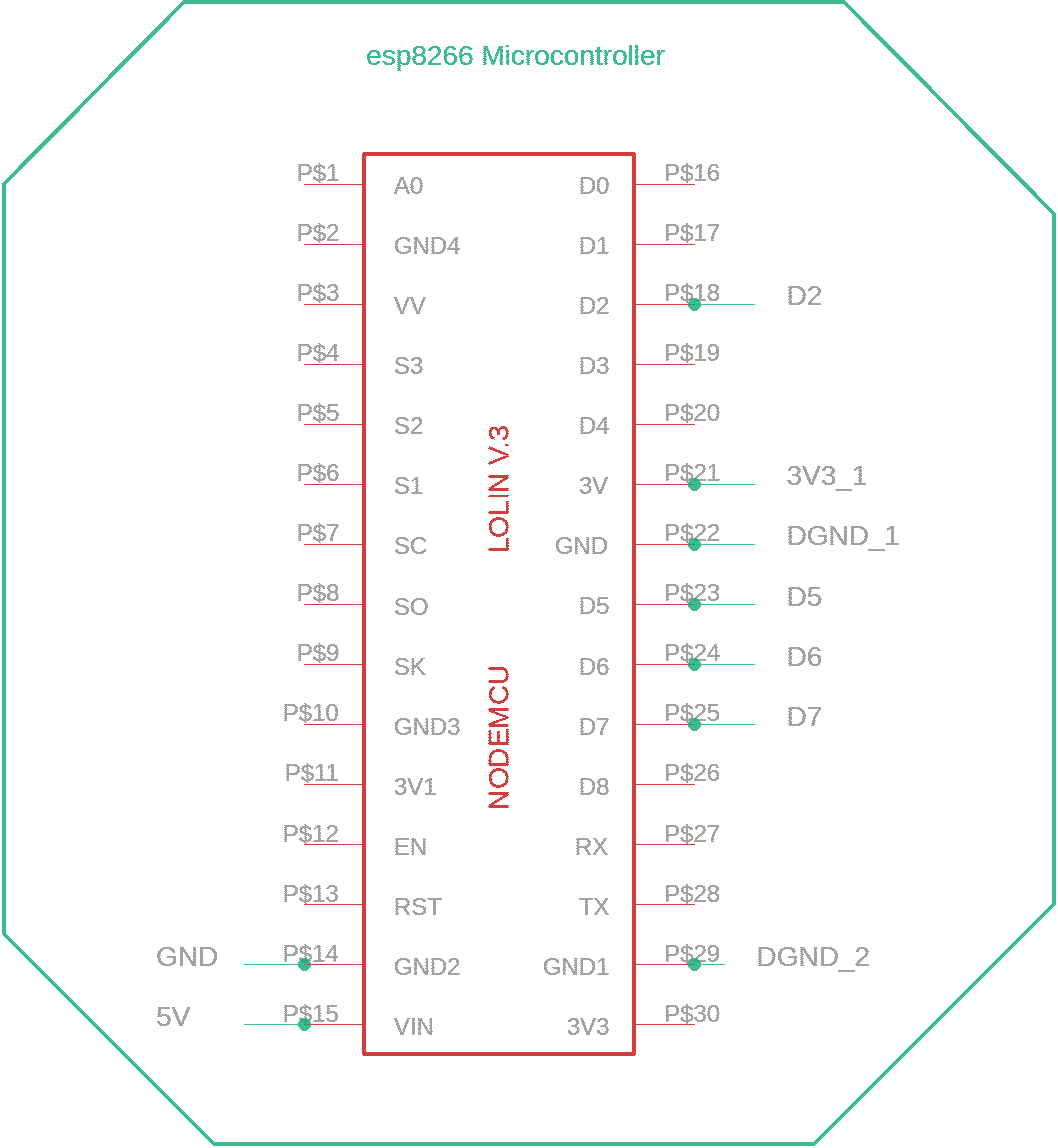 esp8266 Microcontroller
P$1 A0 D0 P$16
P$2 GND4 D1 P$17
P$3 VV D2 P$18 D2
P$4 S3 D3 P$19
P$5 S2 D4 P$20
P$6 S1 3V P$21 3V3_1
P$7 SC GND P$22 DGND_1
P$8 SO D5 P$23 D5
P$9 SK D6 P$24 D6
P$10 GND3 D7 P$25 D7
P$11 3V1 D8 P$26
P$12 EN RX P$27
P$13 RST TX P$28
GND P$14 GND2 GND1 P$29 DGND_2
5V P$15 VIN 3V3 P$30
LOLIN V.3
NODEMCU